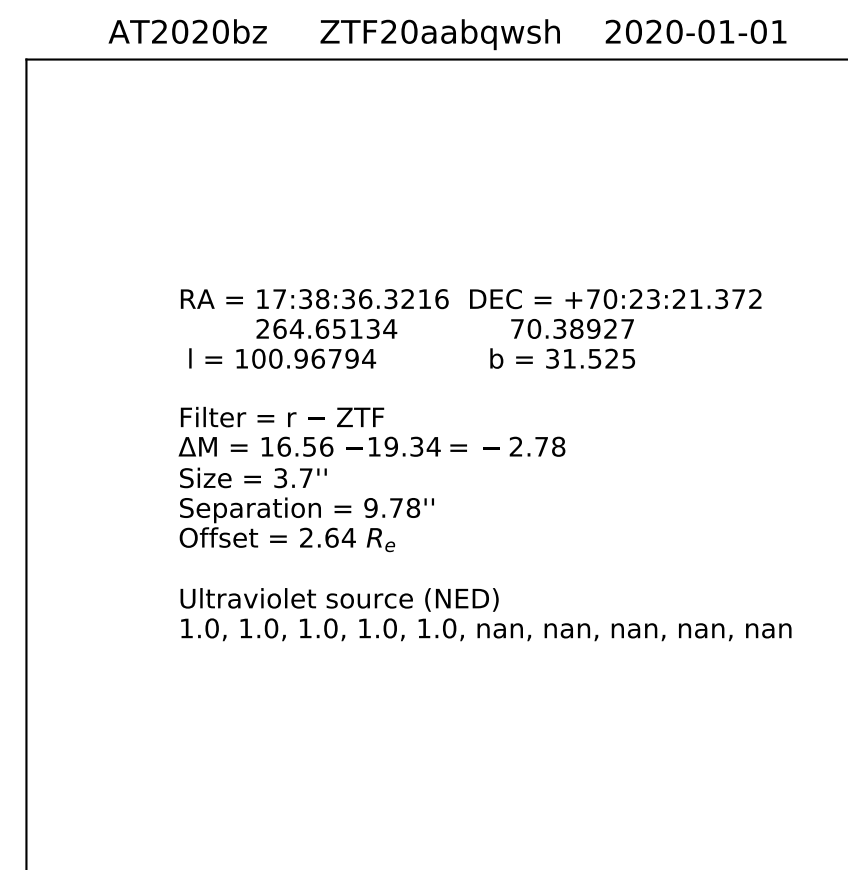 AT2020bz ZTF20aabqwsh 2020-01-01
RA = 17:38:36.3216 DEC = +70:23:21.372
264.65134 70.38927
l = 100.96794 b = 31.525
Filter = r − ZTF
ΔM = 16.56 −19.34 = − 2.78
Size = 3.7''
Separation = 9.78''
Offset = 2.64 Rₑ
Ultraviolet source (NED)
1.0, 1.0, 1.0, 1.0, 1.0, nan, nan, nan, nan, nan